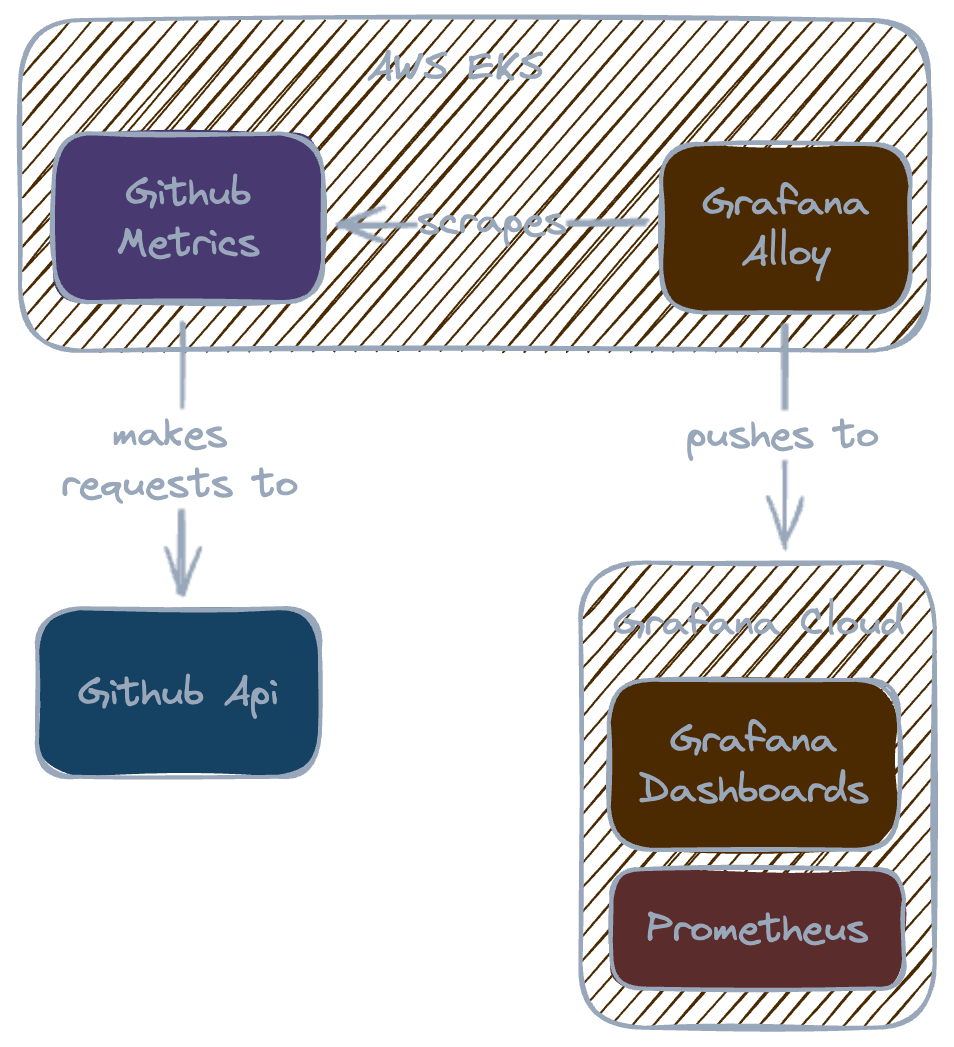 AWS EKS
Github
Metrics
scrapes
Grafana
Alloy
makes
requests to
pushes to
Github Api
Grafana Cloud
Grafana
Dashboards
Prometheus